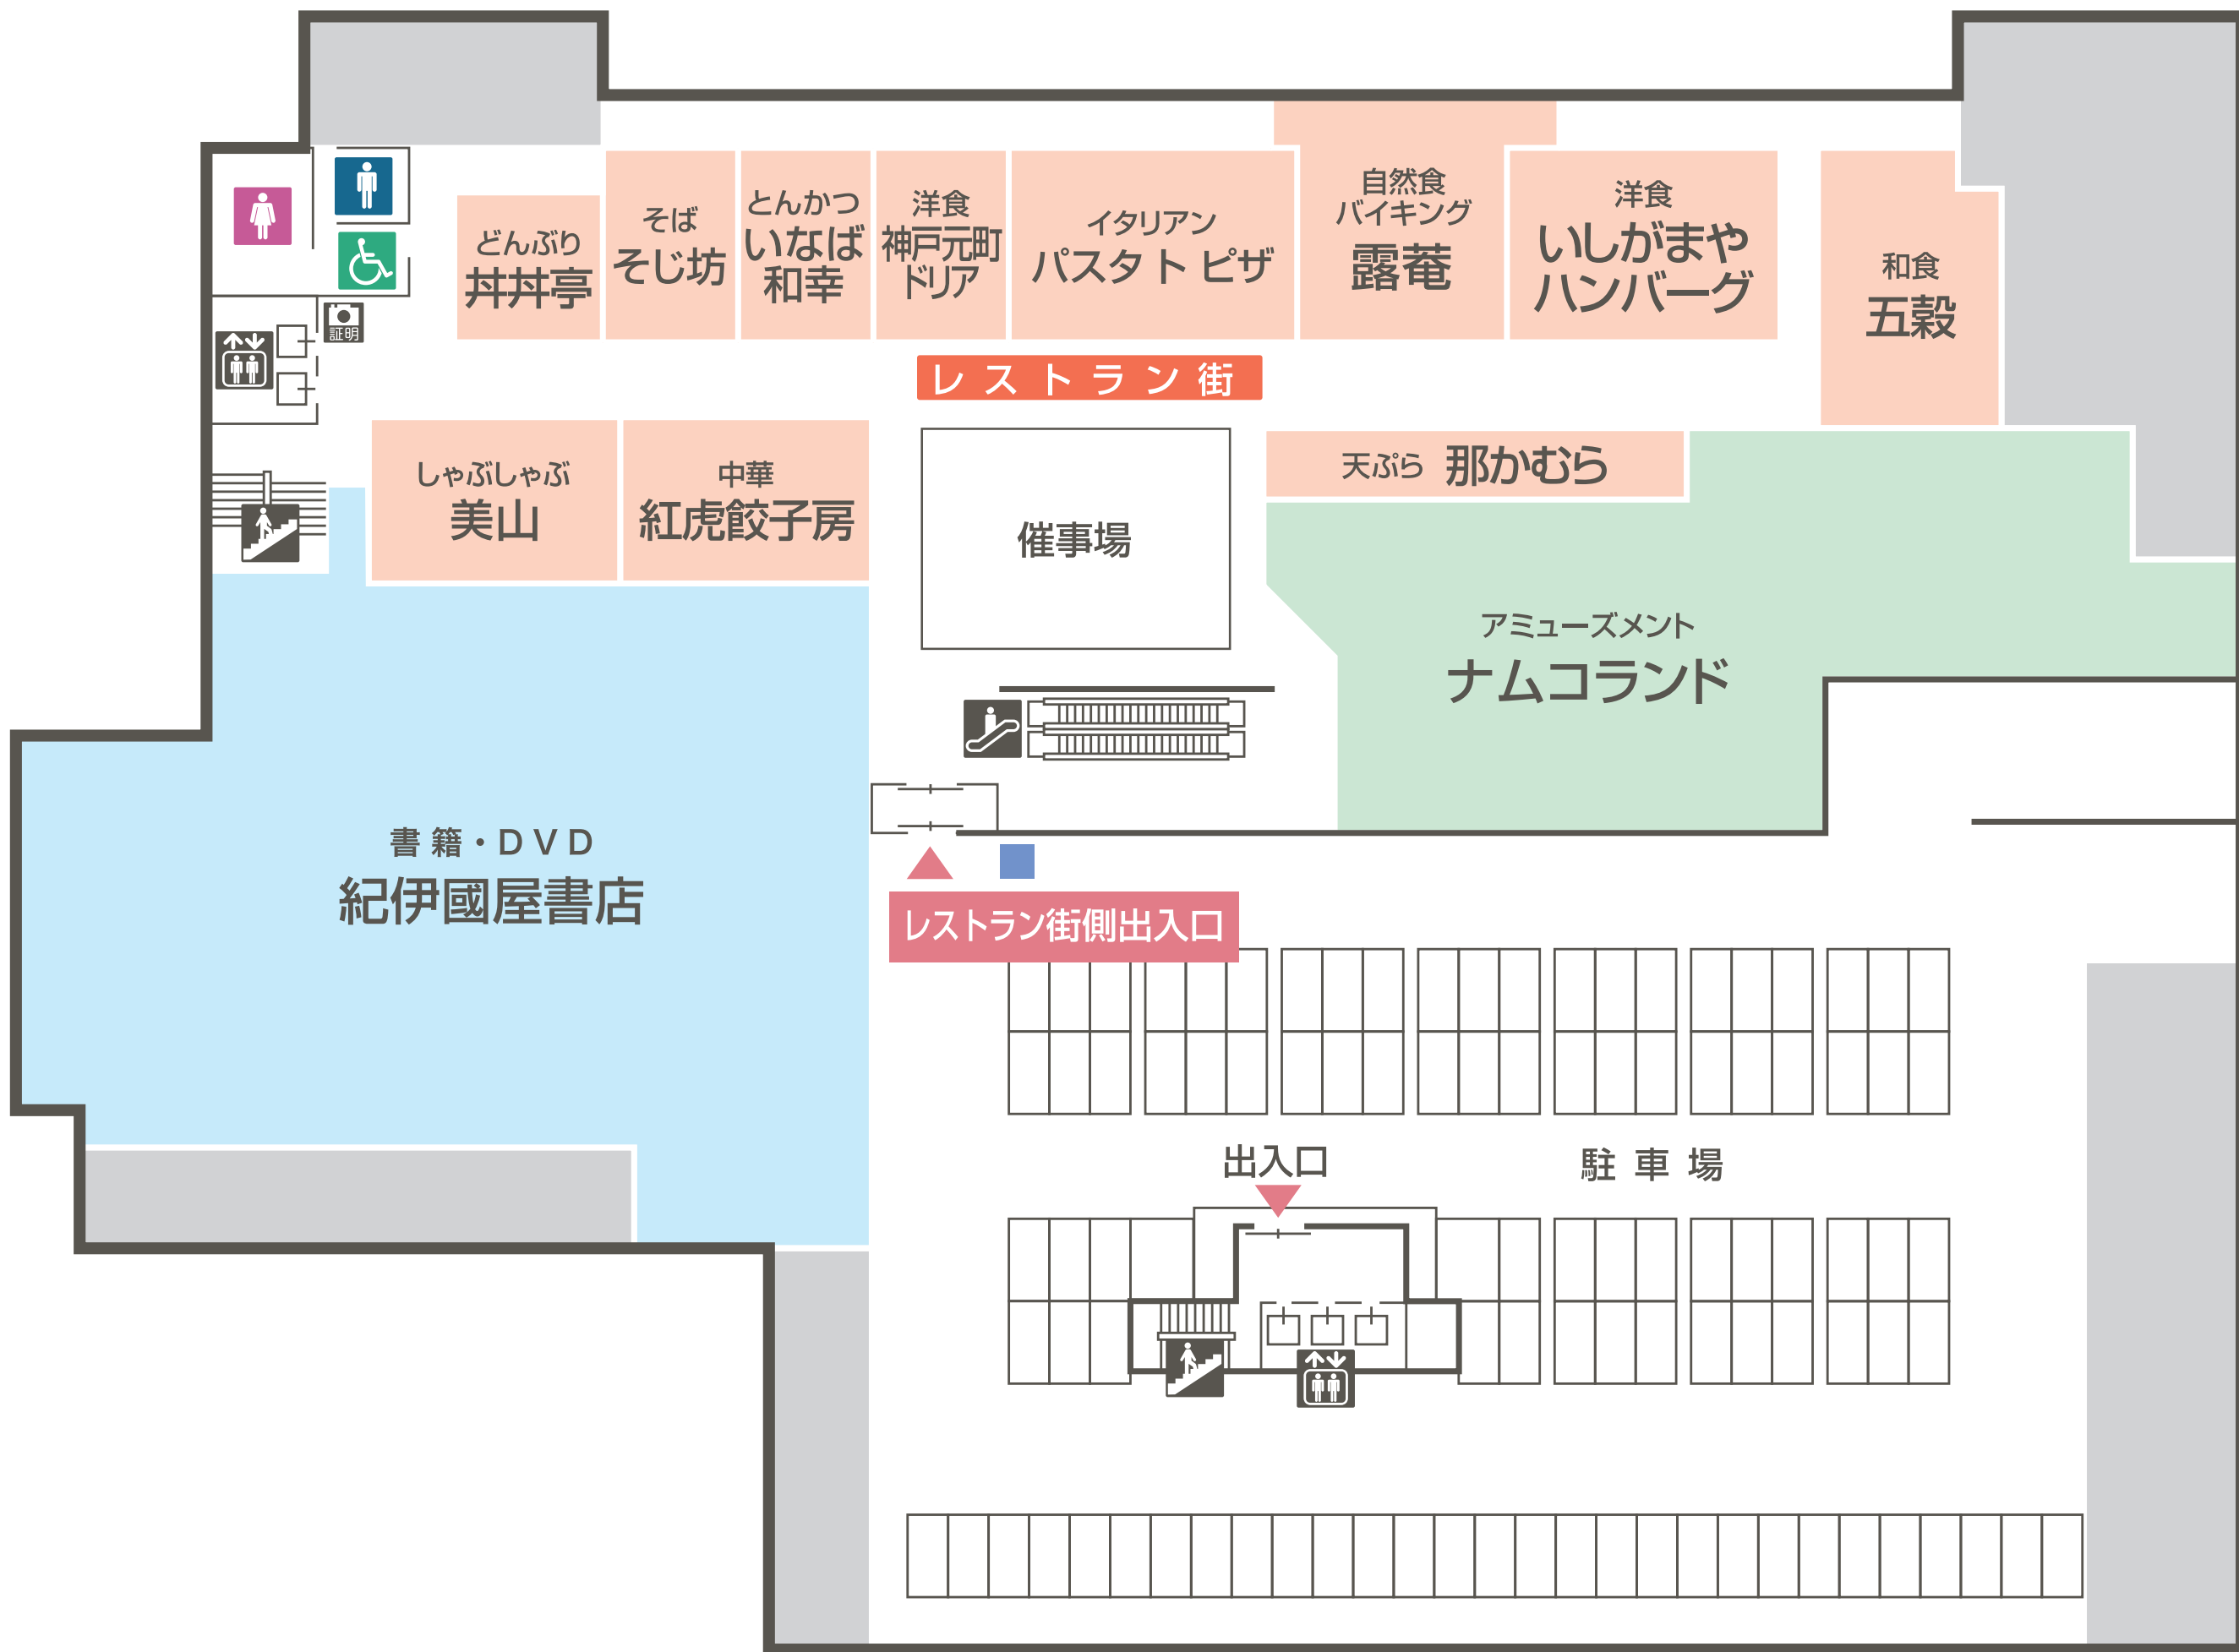 どんぶり
丼丼亭
そば
そじ坊
とんかつ
いなば
和幸
洋食
神戸元町
ドリア
イタリアン
パスタ・ト・ピザ
自然食
バイキング
露菴
洋食
いしまばや
ハンバーグ
和食
五穀
証明
レストラン街
しゃぶしゃぶ
美山
中華
紅虎餃子房
催事場
天ぷら 那かむら
アミューズメント
ナムコランド
書籍・DVD
紀伊國屋書店
レストラン街側出入口
出入口
駐車場